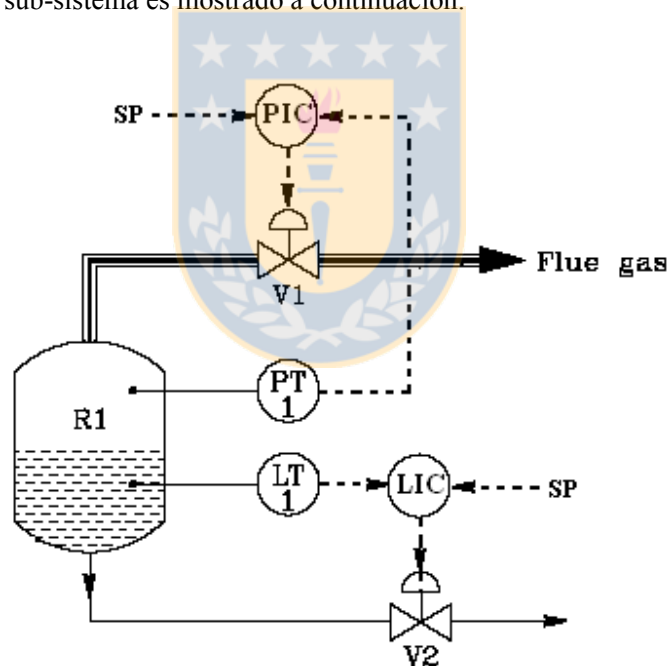 sub-sistema es mostrado a continuación.
SP
PIC
V1
Flue gas
PT
1
R1
LT
1
LIC
SP
V2